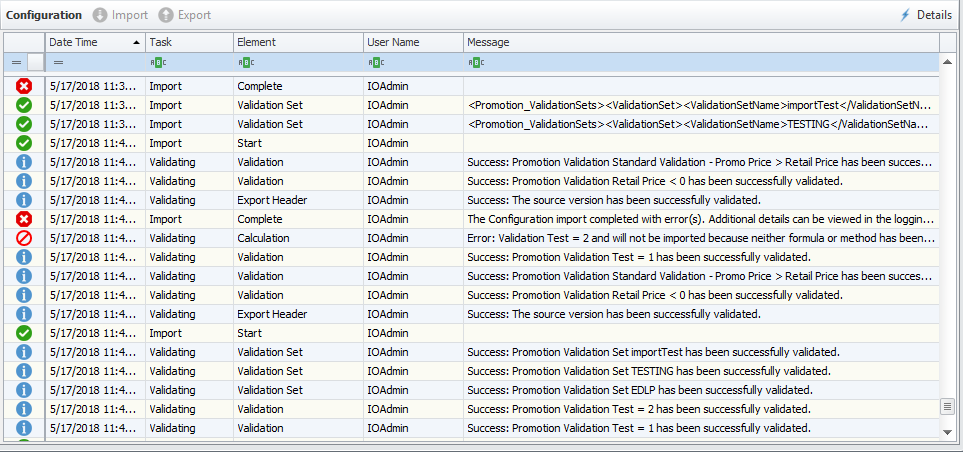 Configuration Import Export Details
Date Time Task Element User Name Message
= = ABC ABC ABC ABC
5/17/2018 11:3... Import Complete IOAdmin
5/17/2018 11:3... Import Validation Set IOAdmin <Promotion_ValidationSets><ValidationSet><ValidationSetName>importTest</ValidationSetN...
5/17/2018 11:3... Import Validation Set IOAdmin <Promotion_ValidationSets><ValidationSet><ValidationSetName>TESTING</ValidationSetNa...
5/17/2018 11:3... Import Start IOAdmin
5/17/2018 11:4... Validating Validation IOAdmin Success: Promotion Validation Standard Validation - Promo Price > Retail Price has been succes...
5/17/2018 11:4... Validating Validation IOAdmin Success: Promotion Validation Retail Price < 0 has been successfully validated.
5/17/2018 11:4... Validating Export Header IOAdmin Success: The source version has been successfully validated.
5/17/2018 11:4... Import Complete IOAdmin The Configuration import completed with error(s). Additional details can be viewed in the loggin...
5/17/2018 11:4... Validating Calculation IOAdmin Error: Validation Test = 2 and will not be imported because neither formula or method has been...
5/17/2018 11:4... Validating Validation IOAdmin Success: Promotion Validation Test = 1 has been successfully validated.
5/17/2018 11:4... Validating Validation IOAdmin Success: Promotion Validation Standard Validation - Promo Price > Retail Price has been succes...
5/17/2018 11:4... Validating Validation IOAdmin Success: Promotion Validation Retail Price < 0 has been successfully validated.
5/17/2018 11:4... Validating Export Header IOAdmin Success: The source version has been successfully validated.
5/17/2018 11:4... Import Start IOAdmin
5/17/2018 11:4... Validating Validation Set IOAdmin Success: Promotion Validation Set importTest has been successfully validated.
5/17/2018 11:4... Validating Validation Set IOAdmin Success: Promotion Validation Set TESTING has been successfully validated.
5/17/2018 11:4... Validating Validation Set IOAdmin Success: Promotion Validation Set EDLP has been successfully validated.
5/17/2018 11:4... Validating Validation IOAdmin Success: Promotion Validation Test = 2 has been successfully validated.
5/17/2018 11:4... Validating Validation IOAdmin Success: Promotion Validation Test = 1 has been successfully validated.